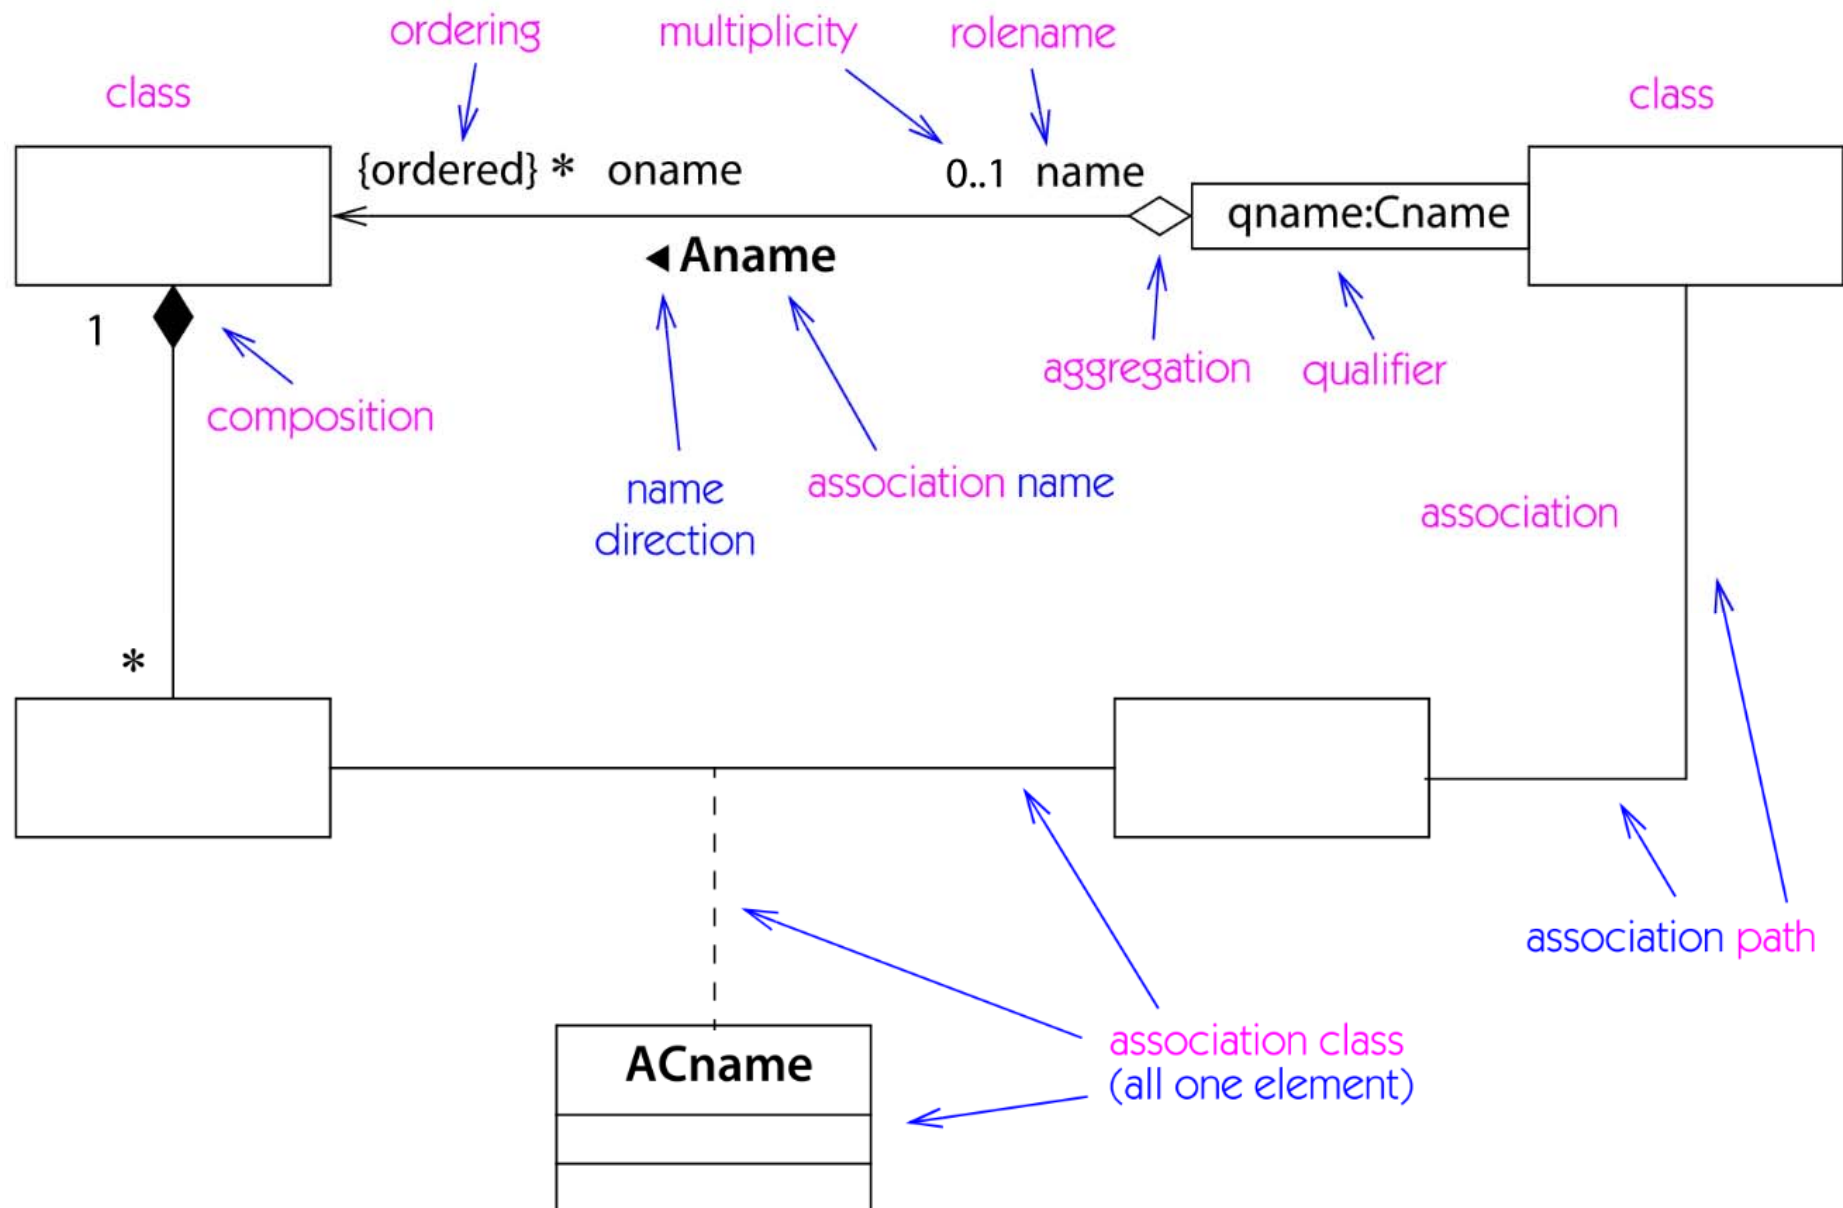 ordering
multiplicity
rolename
class
class
{ordered} * oname
0..1 name
qname:Cname
◄ Aname
1
composition
aggregation
qualifier
name
direction
association name
association
*
association path
ACname
association class
(all one element)